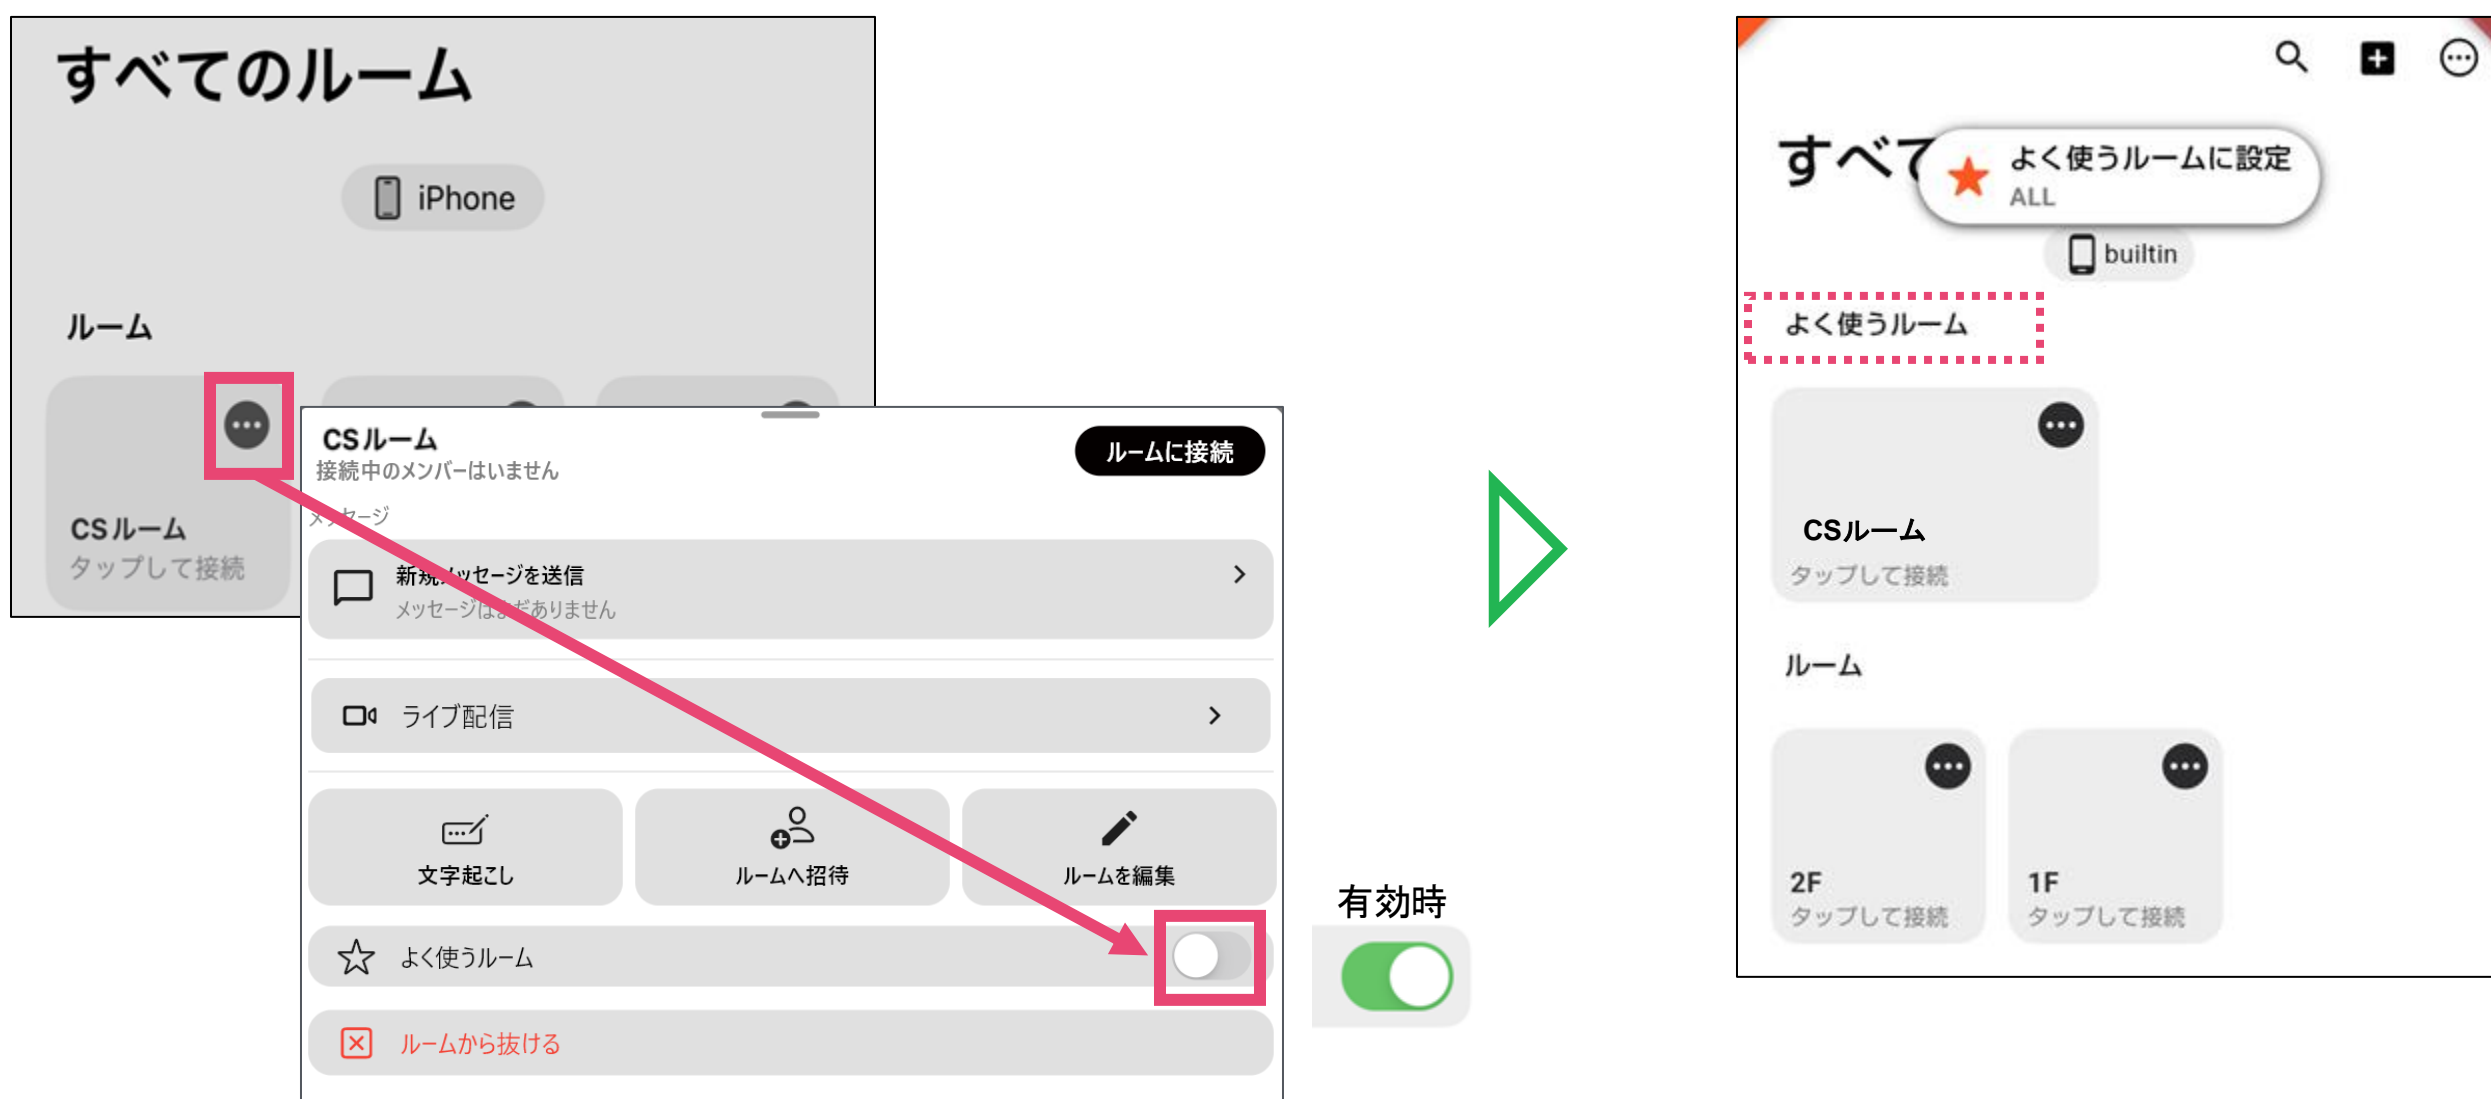 すべてのルーム
iPhone
ルーム
CSルーム
タップして接続
CSルーム
接続中のメンバーはいません
ルームに接続
メッセージ
新規メッセージを送信
メッセージはまだありません
ライブ配信
文字起こし
ルームへ招待
ルームを編集
よく使うルーム
ルームから抜ける
有効時
すべて
よく使うルームに設定
ALL
builtin
よく使うルーム
CSルーム
タップして接続
ルーム
2F
タップして接続
1F
タップして接続